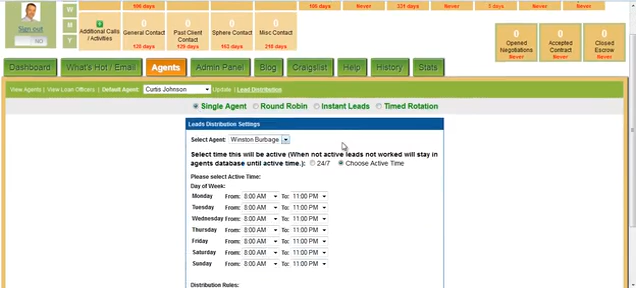 106 days
106 days
Never
231 days
Never
5 days
Never
Never
W
M
Y
Sign out
NO
Additional Calls / Activities
0
General Contact
128 days
0
Past Client Contact
129 days
0
Sphere Contact
163 days
0
Misc Contact
218 days
0
Opened Negotiations
Never
0
Accepted Contract
Never
0
Closed Escrow
Never
Dashboard What's Hot / Email Agents Admin Panel Blog Craigslist Help History Stats
View Agents | View Loan Officers | Default Agent: Curtis Johnson Update | Lead Distribution
Single Agent Round Robin Instant Leads Timed Rotation
Leads Distribution Settings
Select Agent: Winston Burbage
Select time this will be active (When not active leads not worked will stay in
agents database until active time.): 24/7 Choose Active Time
Please select Active Time:
Day of Week:
Monday From: 8:00 AM To: 11:00 PM
Tuesday From: 8:00 AM To: 11:00 PM
Wednesday From: 8:00 AM To: 11:00 PM
Thursday From: 8:00 AM To: 11:00 PM
Friday From: 8:00 AM To: 11:00 PM
Saturday From: 8:00 AM To: 11:00 PM
Sunday From: 8:00 AM To: 11:00 PM
Distribution Rules: